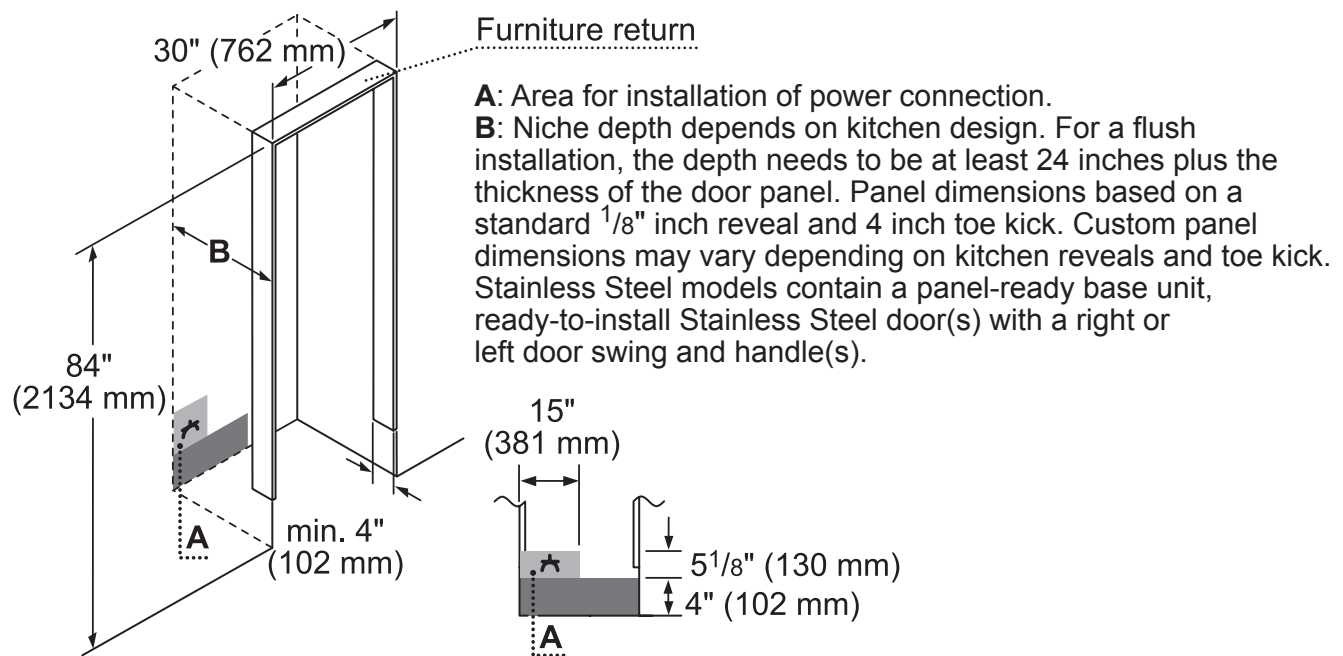 30" (762 mm)
Furniture return
A: Area for installation of power connection.
B: Niche depth depends on kitchen design. For a flush
installation, the depth needs to be at least 24 inches plus the
thickness of the door panel. Panel dimensions based on a
standard 1/8" inch reveal and 4 inch toe kick. Custom panel
dimensions may vary depending on kitchen reveals and toe kick.
Stainless Steel models contain a panel-ready base unit,
ready-to-install Stainless Steel door(s) with a right or
left door swing and handle(s).
B
84"
(2134 mm)
A
min. 4"
(102 mm)
15"
(381 mm)
5 1/8" (130 mm)
4" (102 mm)
A